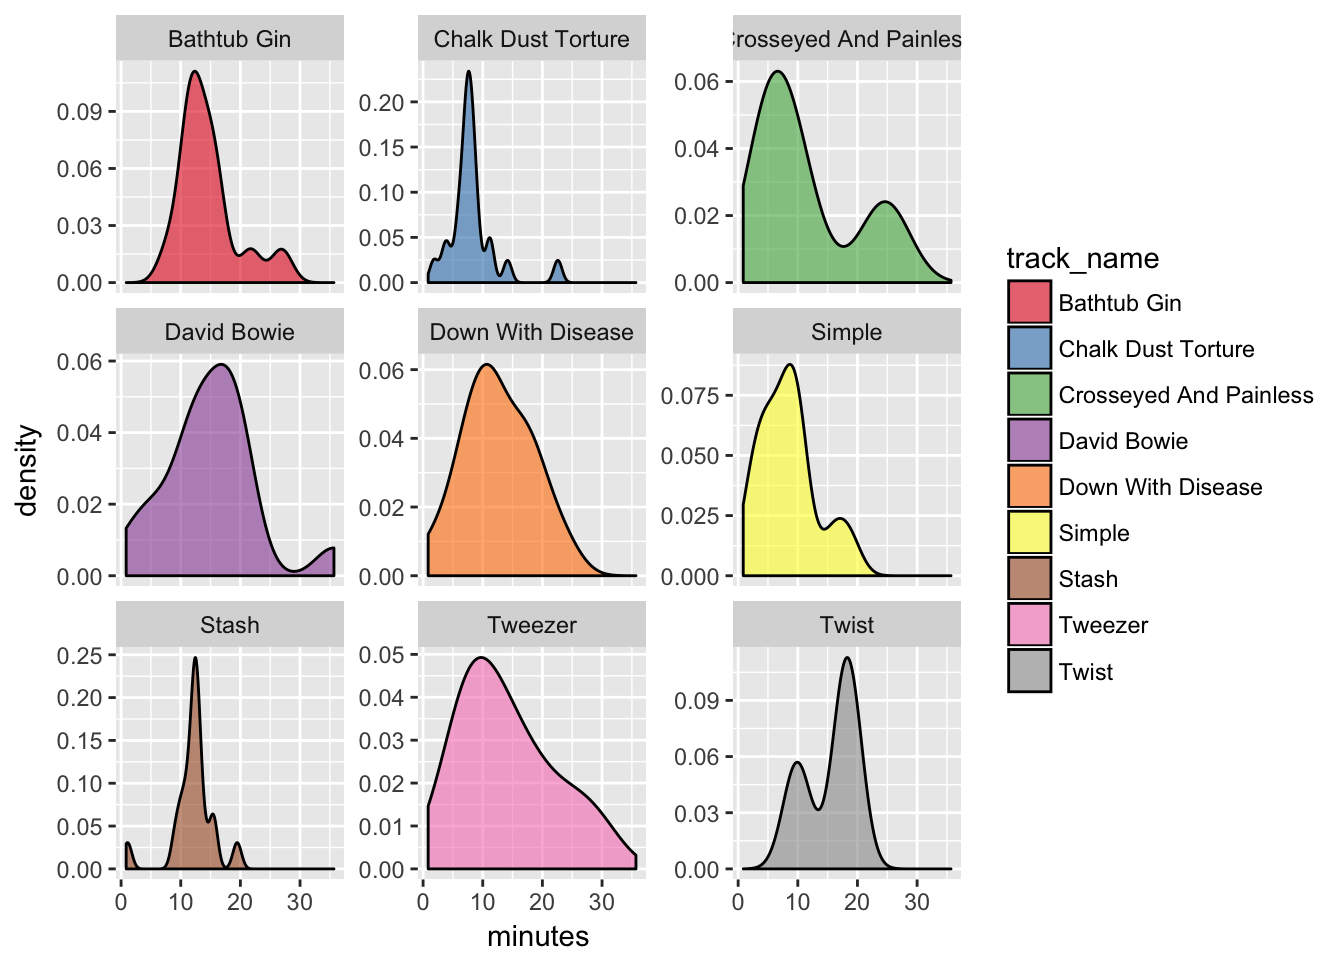 Bathtub Gin
Chalk Dust Torture
Crosseyed And Painless
0.09
0.06
0.03
0.00
0.20
0.15
0.10
0.05
0.00
0.06
0.04
0.02
0.00
David Bowie
Down With Disease
Simple
0.06
0.04
0.02
0.00
0.06
0.04
0.02
0.00
0.075
0.050
0.025
0.000
Stash
Tweezer
Twist
0.25
0.20
0.15
0.10
0.05
0.00
0.05
0.04
0.03
0.02
0.01
0.00
0.09
0.06
0.03
0.00
0 10 20 30
0 10 20 30
0 10 20 30
minutes
density
track_name
Bathtub Gin
Chalk Dust Torture
Crosseyed And Painless
David Bowie
Down With Disease
Simple
Stash
Tweezer
Twist